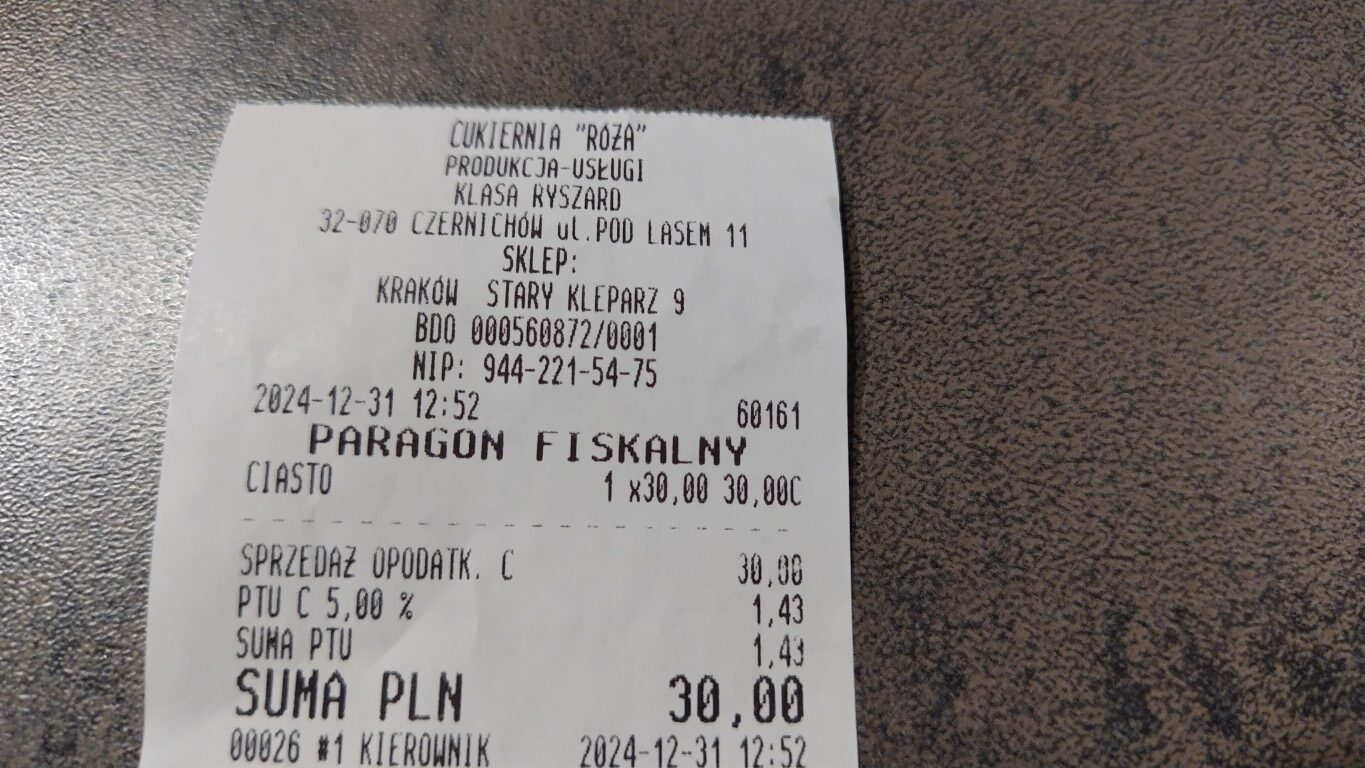 CUKIERNIA "RÓŻA"
PRODUKCJA-USŁUGI
KLASA RYSZARD
32-070 CZERNICHÓW ul.POD LASEM 11
SKLEP:
KRAKÓW STARY KLEPARZ 9
BDO 000560872/0001
NIP: 944-221-54-75
2024-12-31 12:52 60161
PARAGON FISKALNY
CIASTO 1 x30,00 30,00C
SPRZEDAŻ OPODATK. C 30,00
PTU C 5,00 % 1,43
SUMA PTU 1,43
SUMA PLN 30,00
00026 #1 KIEROWNIK 2024-12-31 12:52